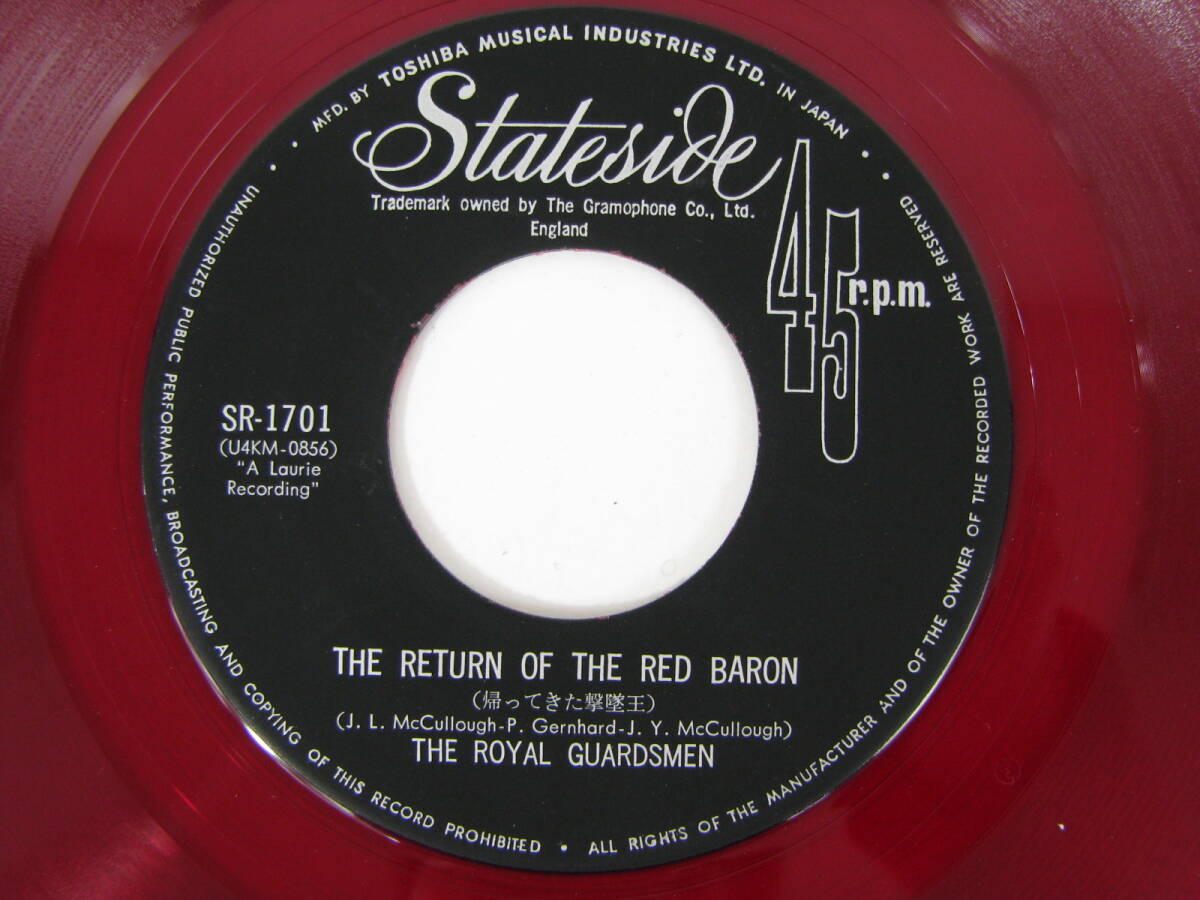 MFD. BY TOSHIBA MUSICAL INDUSTRIES LTD. IN JAPAN
Stateside
Trademark owned by The Gramophone Co., Ltd.
England
45 r.p.m.
SR-1701
(U4KM-0856)
"A Laurie
Recording"
THE RETURN OF THE RED BARON
(帰ってきた撃墜王)
(J. L. McCullough-P. Gernhard-J. Y. McCullough)
THE ROYAL GUARDSMEN
UNAUTHORIZED PUBLIC PERFORMANCE, BROADCASTING AND COPYING OF THIS RECORD PROHIBITED • ALL RIGHTS OF THE MANUFACTURER AND OF THE OWNER OF THE RECORDED WORK ARE RESERVED